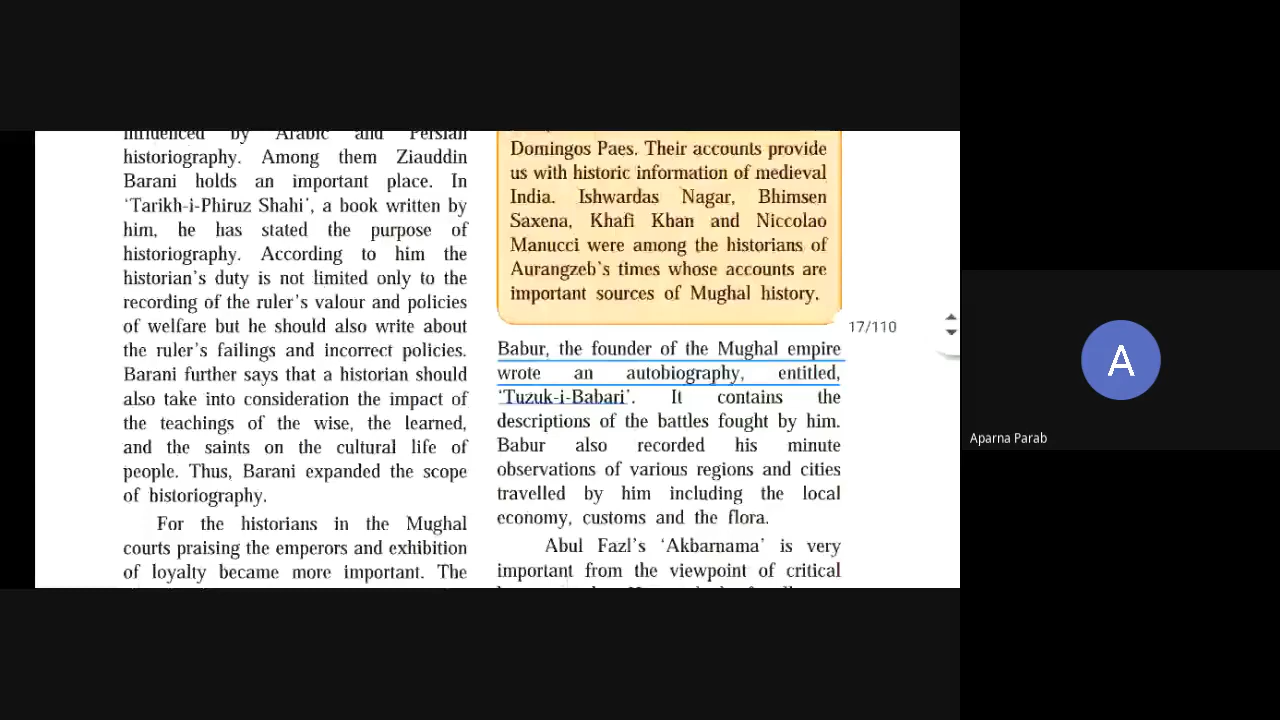 influenced by Arabic and Persian
historiography. Among them Ziauddin
Barani holds an important place. In
‘Tarikh-i-Phiruz Shahi’, a book written by
him, he has stated the purpose of
historiography. According to him the
historian’s duty is not limited only to the
recording of the ruler’s valour and policies
of welfare but he should also write about
the ruler’s failings and incorrect policies.
Barani further says that a historian should
also take into consideration the impact of
the teachings of the wise, the learned,
and the saints on the cultural life of
people. Thus, Barani expanded the scope
of historiography.
For the historians in the Mughal
courts praising the emperors and exhibition
of loyalty became more important. The
Domingos Paes. Their accounts provide
us with historic information of medieval
India. Ishwardas Nagar, Bhimsen
Saxena, Khafi Khan and Niccolao
Manucci were among the historians of
Aurangzeb’s times whose accounts are
important sources of Mughal history.
17/110
Babur, the founder of the Mughal empire
wrote an autobiography, entitled,
‘Tuzuk-i-Babari’. It contains the
descriptions of the battles fought by him.
Babur also recorded his minute
observations of various regions and cities
travelled by him including the local
economy, customs and the flora.
Abul Fazl’s ‘Akbarnama’ is very
important from the viewpoint of critical
A
Aparna Parab